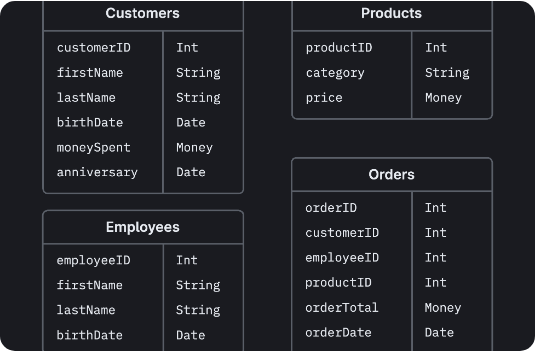 Customers
customerID Int
firstName String
lastName String
birthDate Date
moneySpent Money
anniversary Date
Employees
employeeID Int
firstName String
lastName String
birthDate Date
Products
productID Int
category String
price Money
Orders
orderID Int
customerID Int
employeeID Int
productID Int
orderTotal Money
orderDate Date